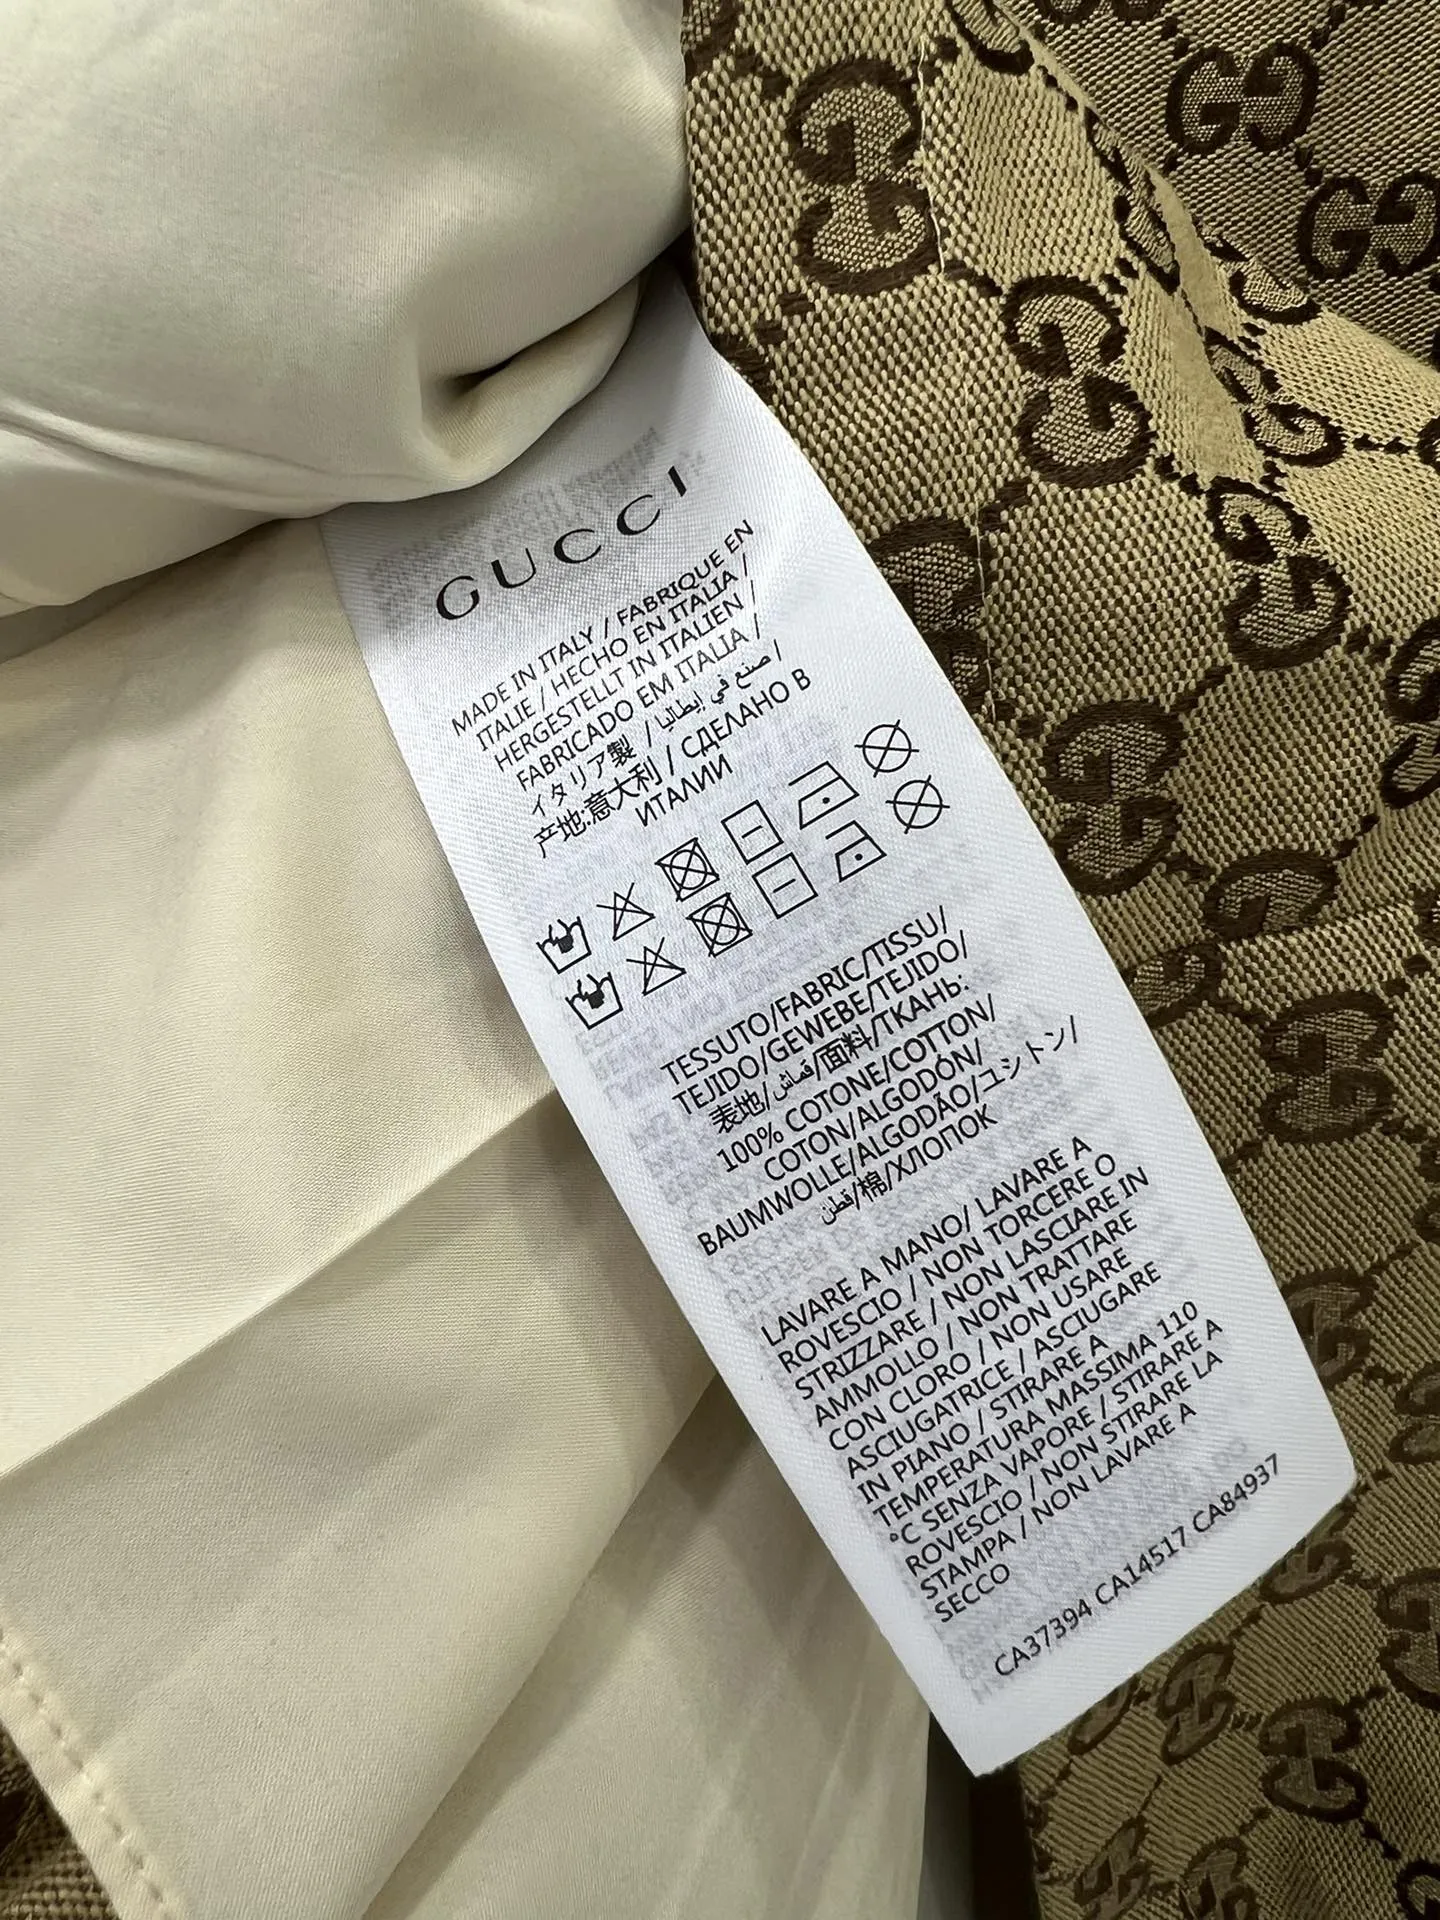 GUCCI
MADE IN ITALY / FABRIQUE EN
ITALIE / HECHO EN ITALIA /
HERGESTELLT IN ITALIEN /
FABRICADO EM ITALIA /
イタリア製 / صنع في إيطاليا /
产地:意大利 / СДЕЛАНО В
ИТАЛИИ
TESSUTO/FABRIC/TISSU/
TEJIDO/GEWEBE/TEJIDO/
表地/قماش/面料/ТКАНЬ:
100% COTONE/COTTON/
COTON/ALGODÓN/
BAUMWOLLE/ALGODÃO/ユシトン/
قطن/棉/ХЛОПОК
LAVARE A MANO/ LAVARE A
ROVESCIO / NON TORCERE O
STRIZZARE / NON LASCIARE IN
AMMOLLO / NON TRATTARE
CON CLORO / NON USARE
ASCIUGATRICE / ASCIUGARE
IN PIANO / STIRARE A
TEMPERATURA MASSIMA 110
°C SENZA VAPORE / STIRARE A
ROVESCIO / NON STIRARE LA
STAMPA / NON LAVARE A
SECCO
CA37394 CA14517 CA84937